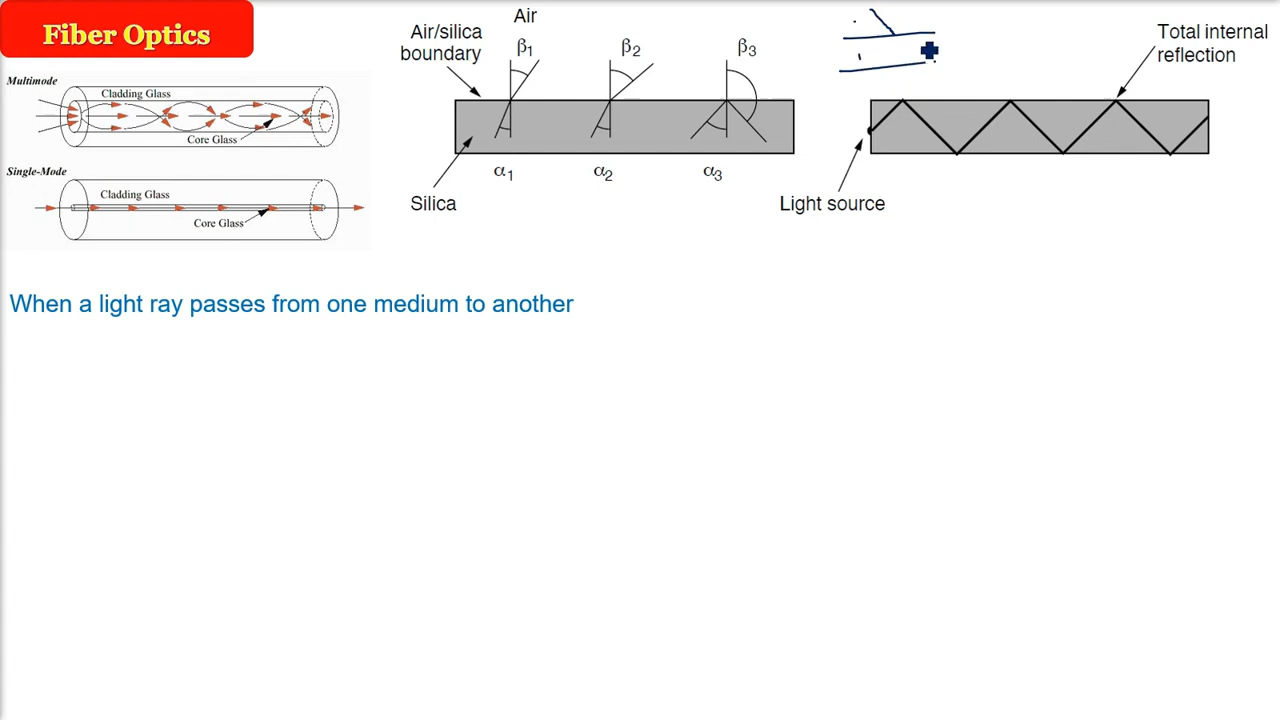 Fiber Optics
Multimode
Cladding Glass
Core Glass
Single-Mode
Cladding Glass
Core Glass
Air
Air/silica
boundary
β1
β2
β3
α1
α2
α3
Silica
Total internal
reflection
Light source
When a light ray passes from one medium to another